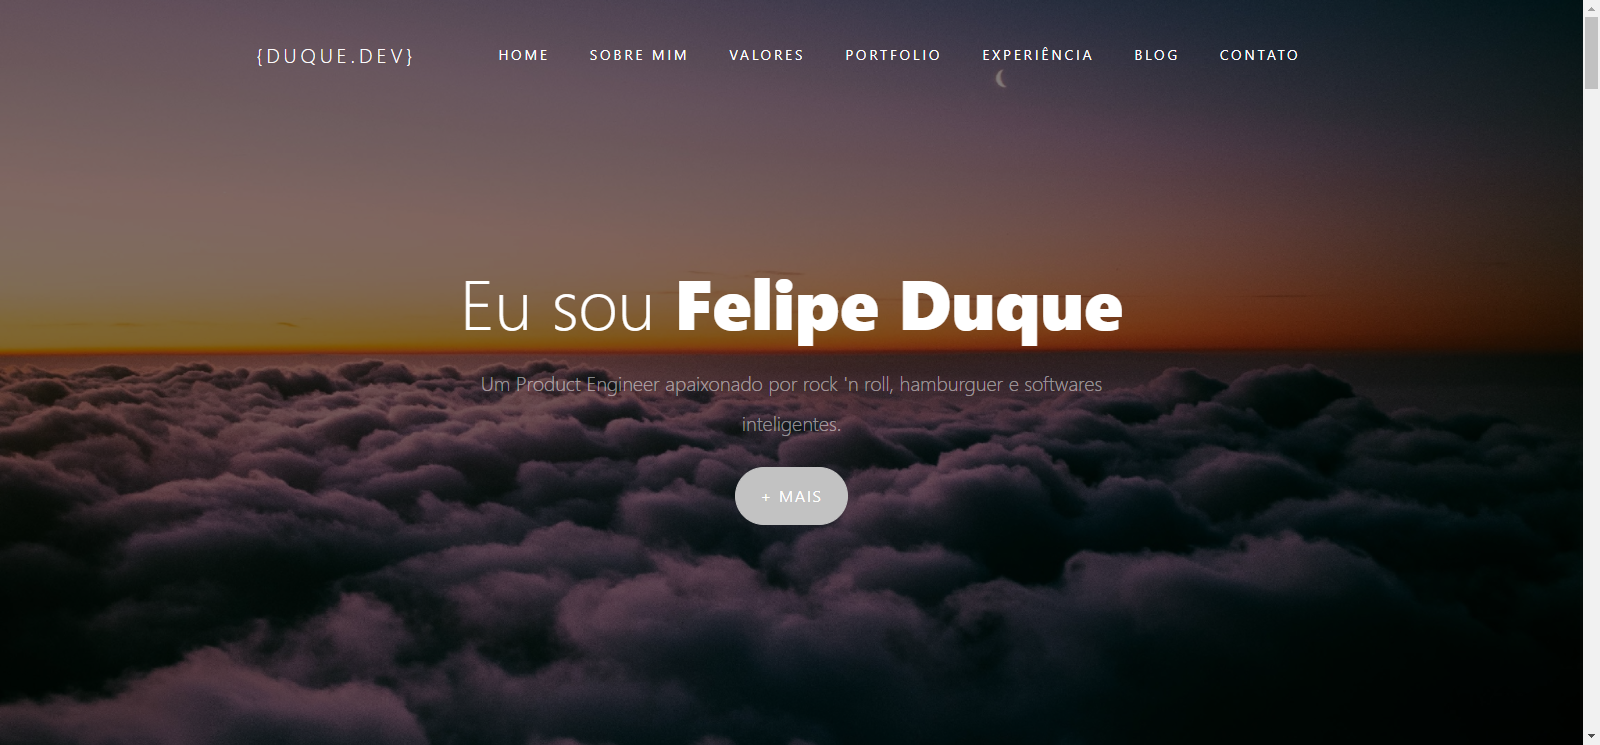 {DUQUE.DEV}
HOME SOBRE MIM VALORES PORTFOLIO EXPERIÊNCIA BLOG CONTATO
Eu sou Felipe Duque
Um Product Engineer apaixonado por rock 'n roll, hamburguer e softwares
inteligentes.
+ MAIS